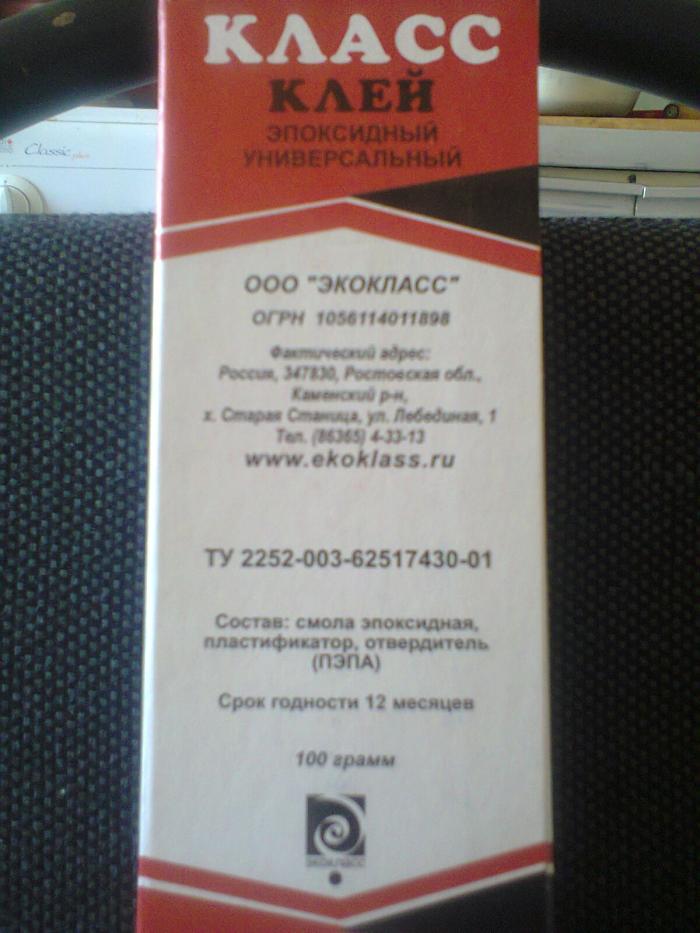 КЛАСС
КЛЕЙ
ЭПОКСИДНЫЙ
УНИВЕРСАЛЬНЫЙ
Classic plus
ООО "ЭКОКЛАСС"
ОГРН 1056114011898
Фактический адрес:
Россия, 347830, Ростовская обл.,
Каменский р-н,
х. Старая Станица, ул. Лебединая, 1
Тел. (86365) 4-33-13
www.ekoklass.ru
ТУ 2252-003-62517430-01
Состав: смола эпоксидная,
пластификатор, отвердитель
(ПЭПА)
Срок годности 12 месяцев
100 грамм
ЭКОКЛАСС